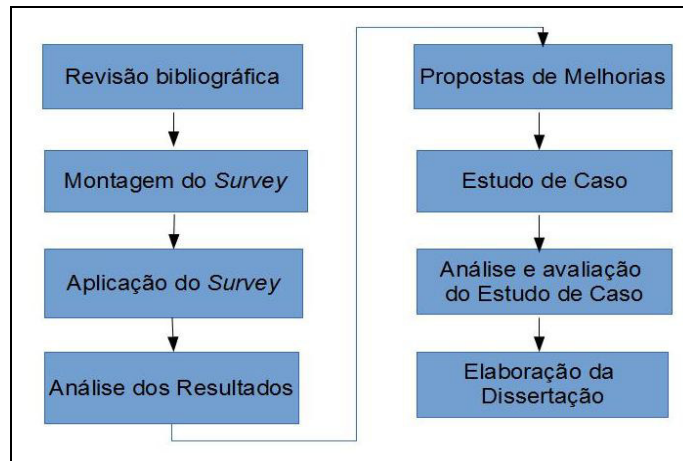 Revisão bibliográfica
Montagem do Survey
Aplicação do Survey
Análise dos Resultados
Propostas de Melhorias
Estudo de Caso
Análise e avaliação
do Estudo de Caso
Elaboração da
Dissertação